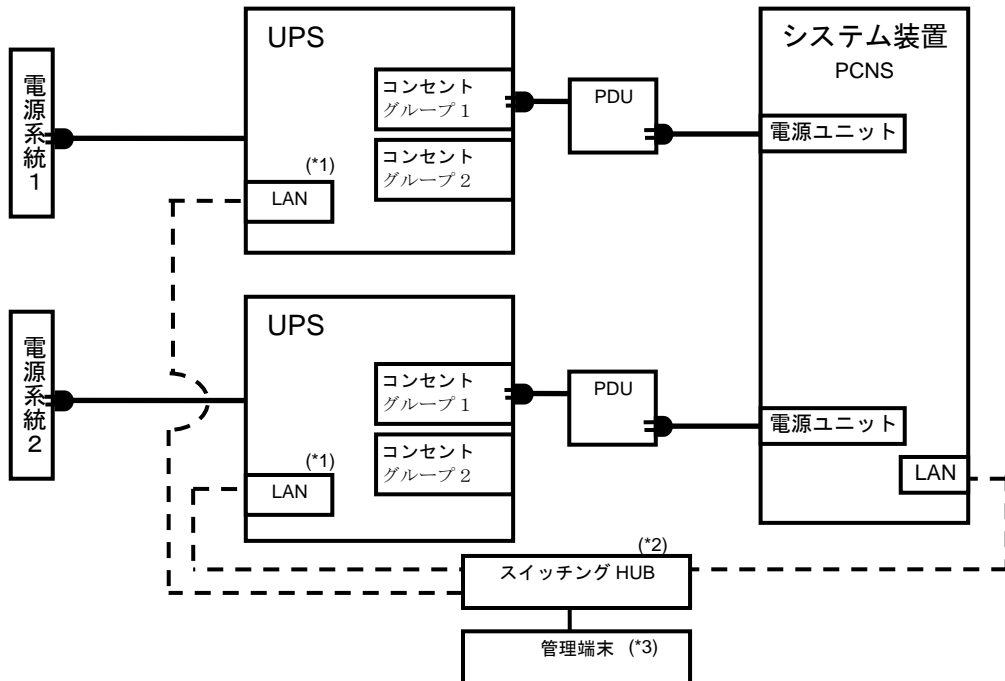 電源系統1
UPS
コンセント
グループ1
コンセント
グループ2
(*1)
LAN
PDU
システム装置
PCNS
電源ユニット
電源系統2
UPS
コンセント
グループ1
コンセント
グループ2
(*1)
LAN
PDU
電源ユニット
LAN
(*2)
スイッチング HUB
管理端末 (*3)